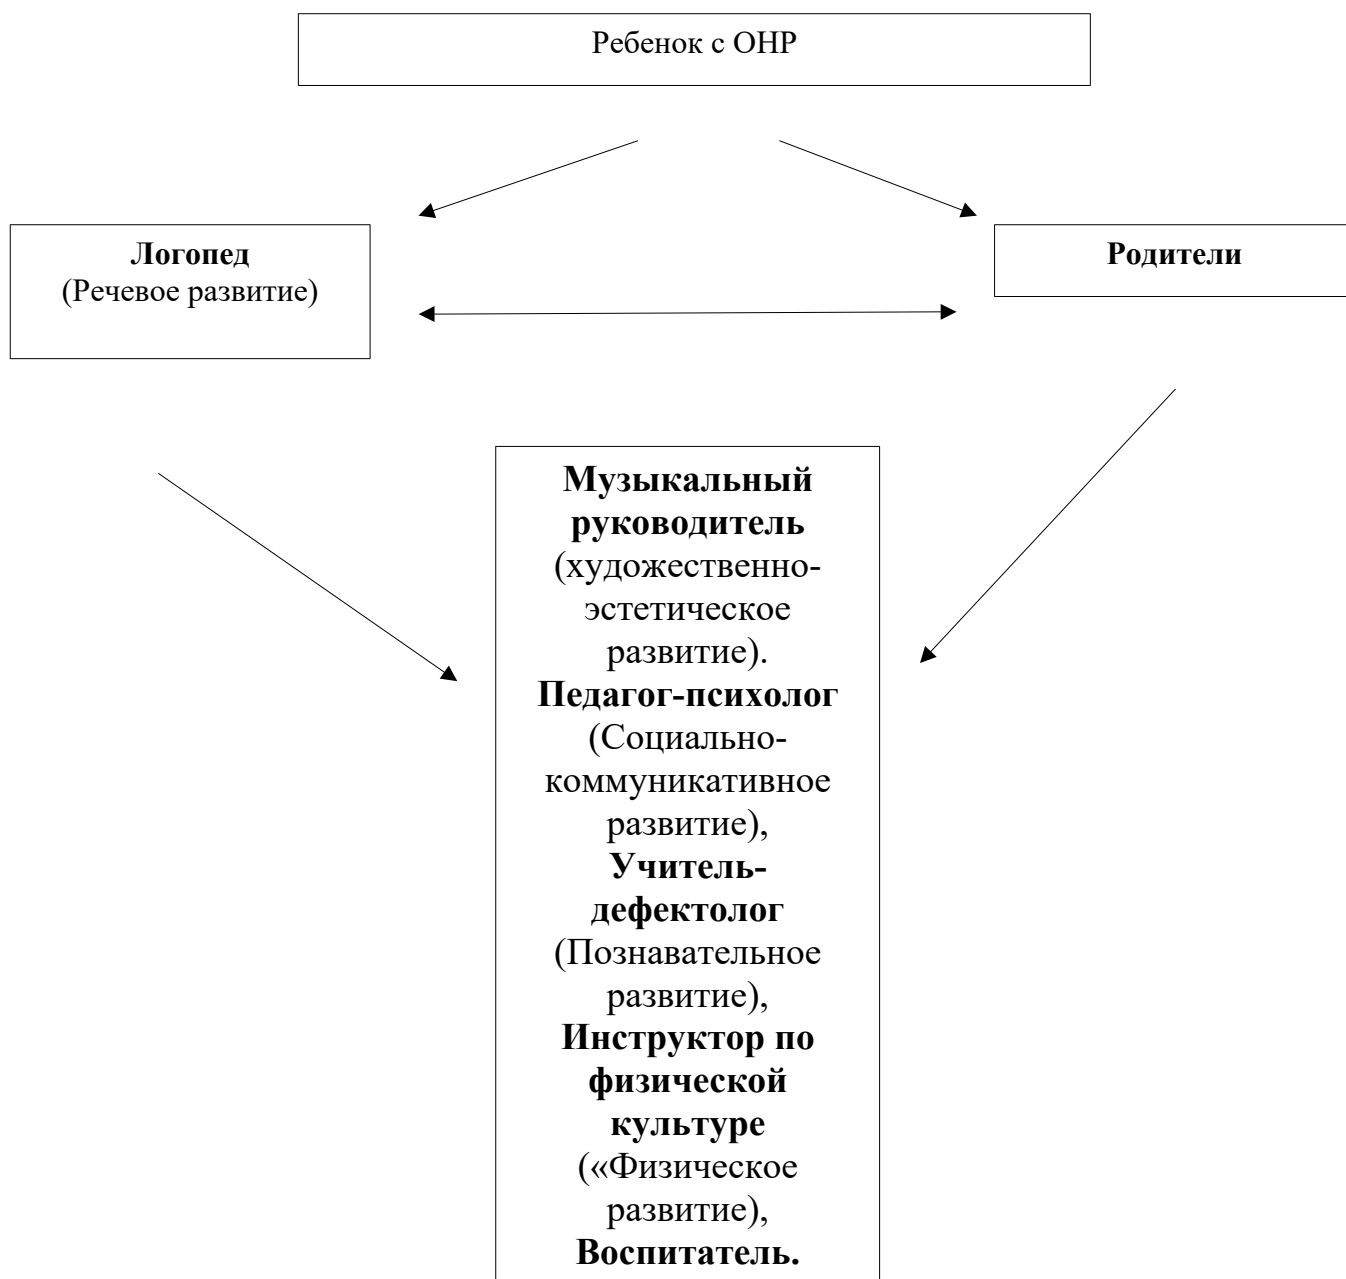 Ребенок с ОНР
Логопед
(Речевое развитие)
Родители
Музыкальный
руководитель
(художественно-
эстетическое
развитие).
Педагог-психолог
(Социально-
коммуникативное
развитие),
Учитель-
дефектолог
(Познавательное
развитие),
Инструктор по
физической
культуре
(«Физическое
развитие),
Воспитатель.